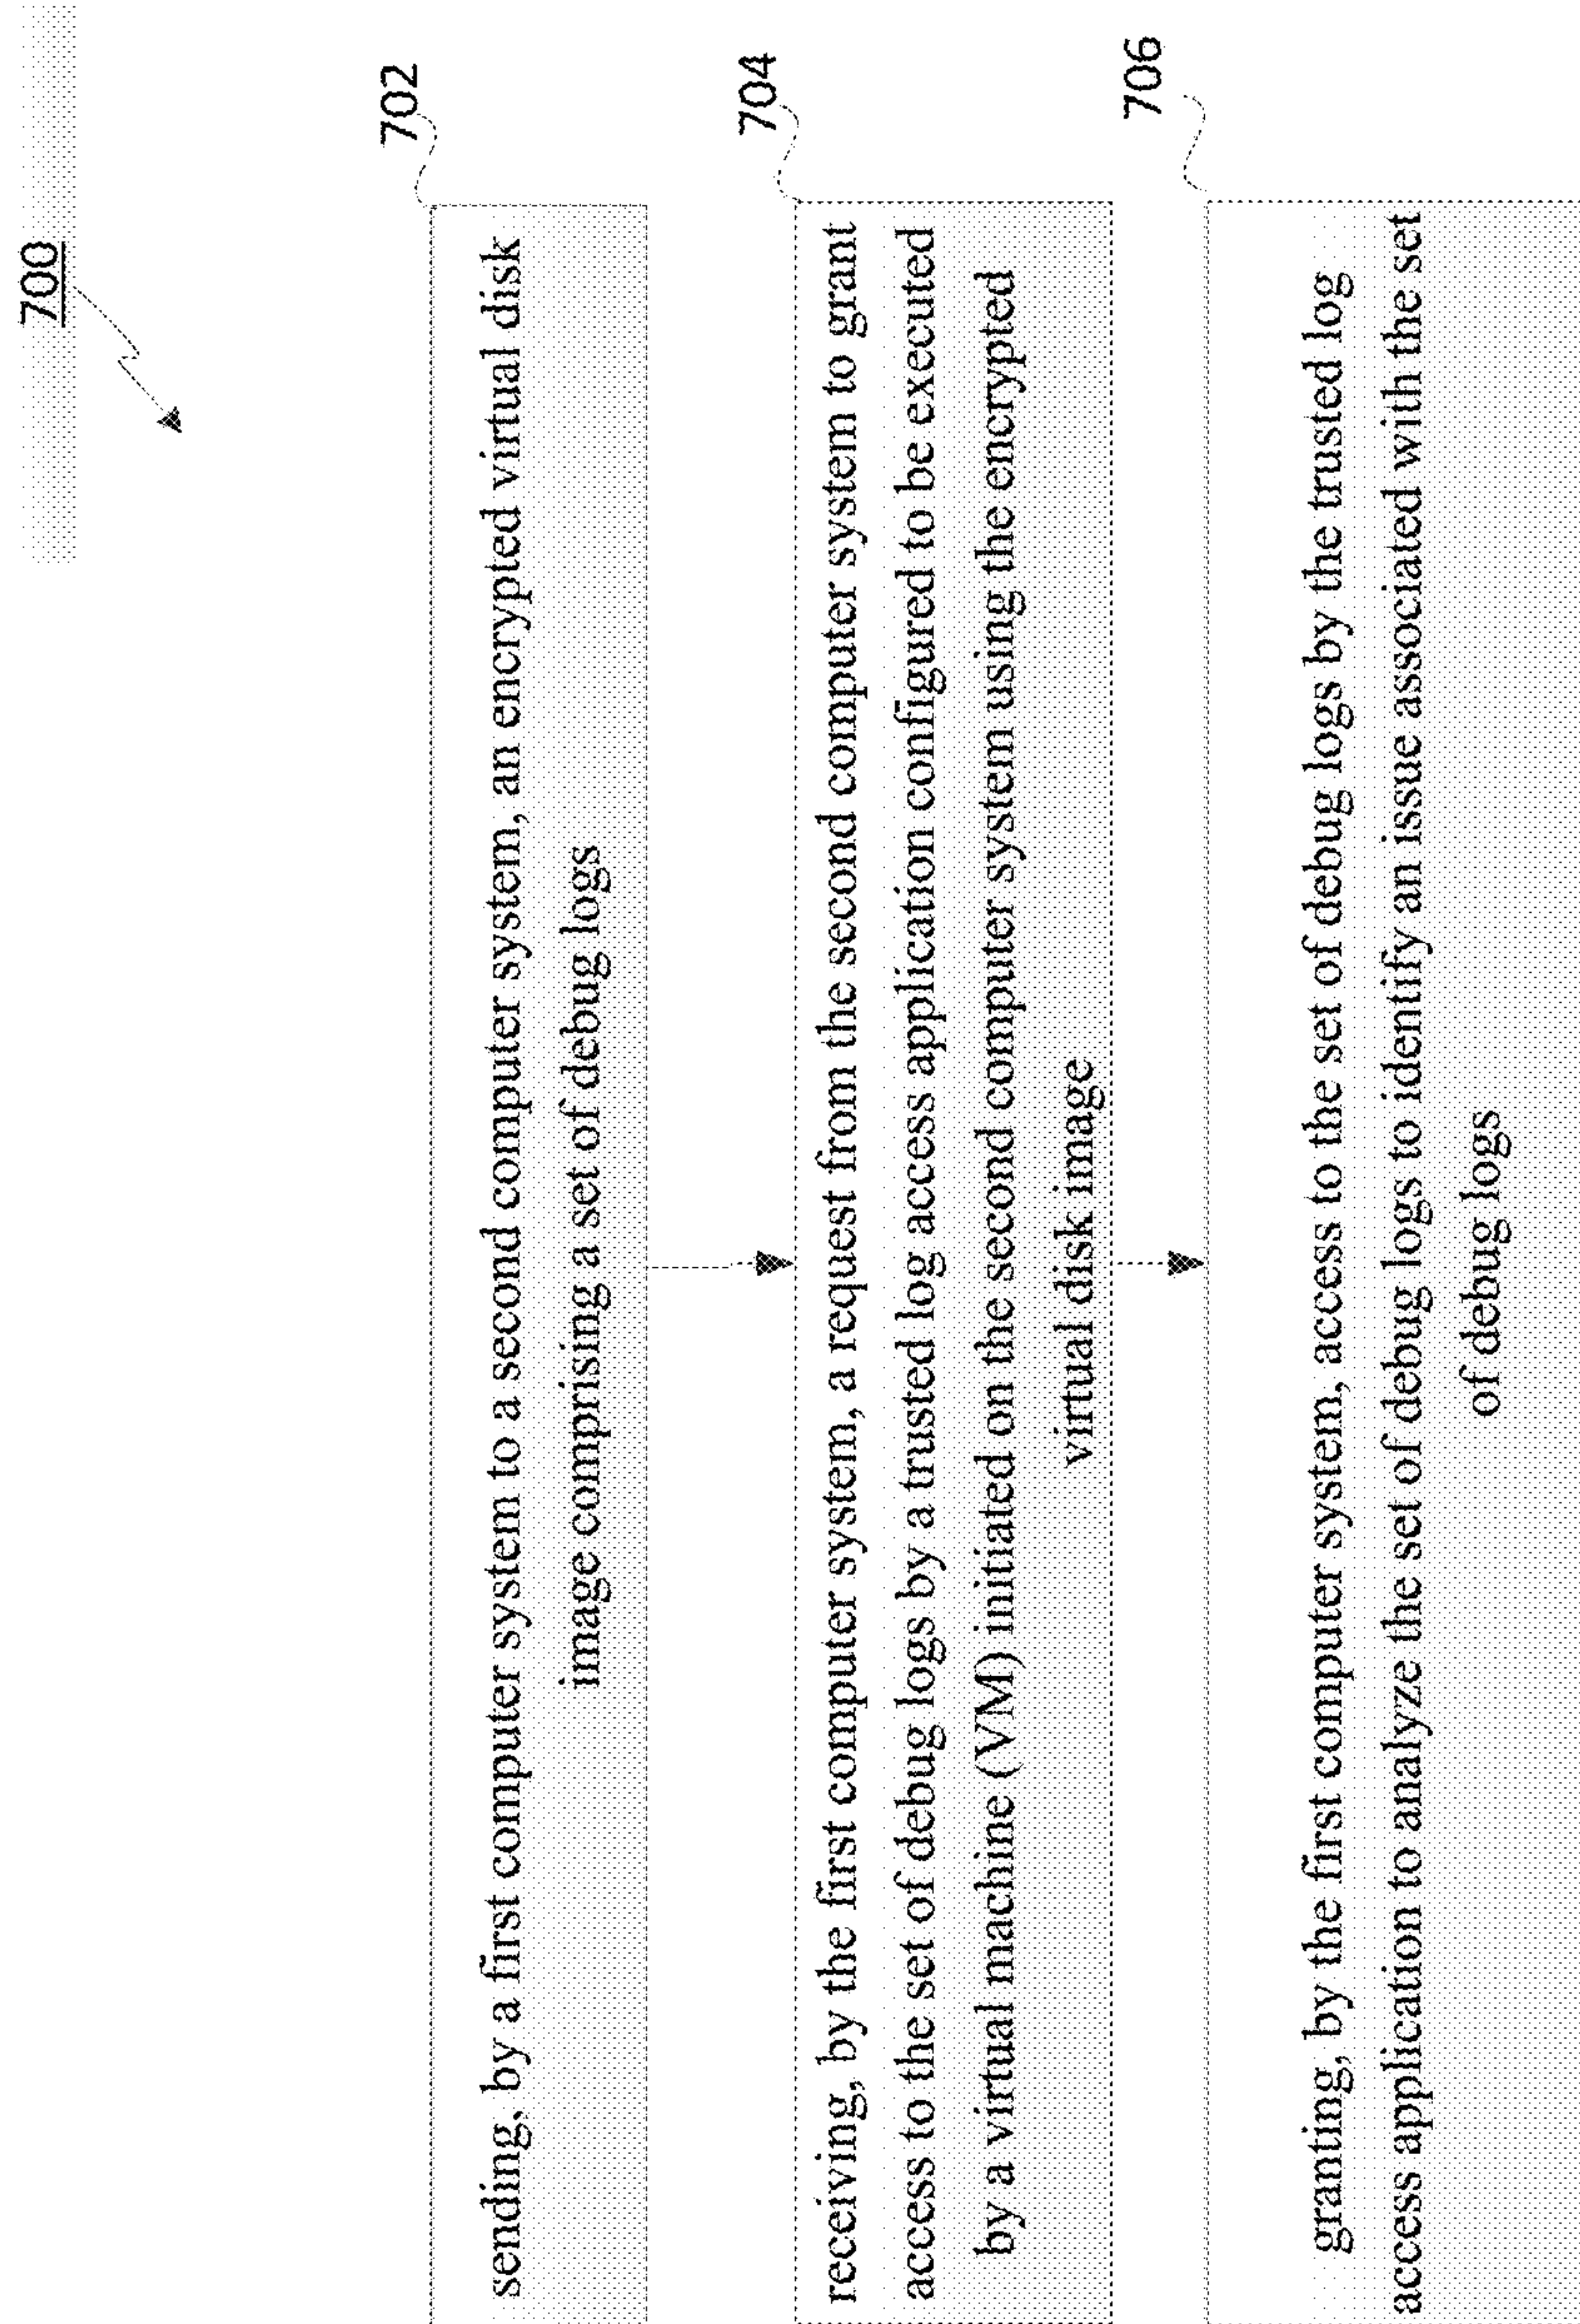 700
702
sending, by a first computer system to a second computer system, an encrypted virtual disk
image comprising a set of debug logs
704
receiving, by the first computer system, a request from the second computer system to grant
access to the set of debug logs by a trusted log access application configured to be executed
by a virtual machine (VM) initiated on the second computer system using the encrypted
virtual disk image
706
granting, by the first computer system, access to the set of debug logs by the trusted log
access application to analyze the set of debug logs to identify an issue associated with the set
of debug logs